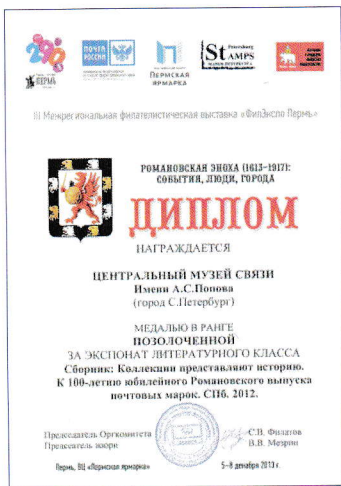 290
ПЕРМЬ
ПОЧТА РОССИИ
ПЕРМСКАЯ ЯРМАРКА
Petersburg
STAMPS
III Межрегиональная филателистическая выставка «ФилЭкспо Пермь»
РОМАНОВСКАЯ ЭПОХА (1613–1917):
СОБЫТИЯ, ЛЮДИ, ГОРОДА
ДИПЛОМ
НАГРАЖДАЕТСЯ
ЦЕНТРАЛЬНЫЙ МУЗЕЙ СВЯЗИ
Имени А.С.Попова
(город С.Петербург)
МЕДАЛЬЮ В РАНГЕ
ПОЗОЛОЧЕННОЙ
ЗА ЭКСПОНАТ ЛИТЕРАТУРНОГО КЛАССА
Сборник: Коллекции представляют историю.
К 100-летию юбилейного Романовского выпуска
почтовых марок. СПб. 2012.
Председатель Оргкомитета С.В. Филатов
Председатель жюри В.В. Мезрин
Пермь, ВЦ «Пермская ярмарка» 5–8 декабря 2013 г.